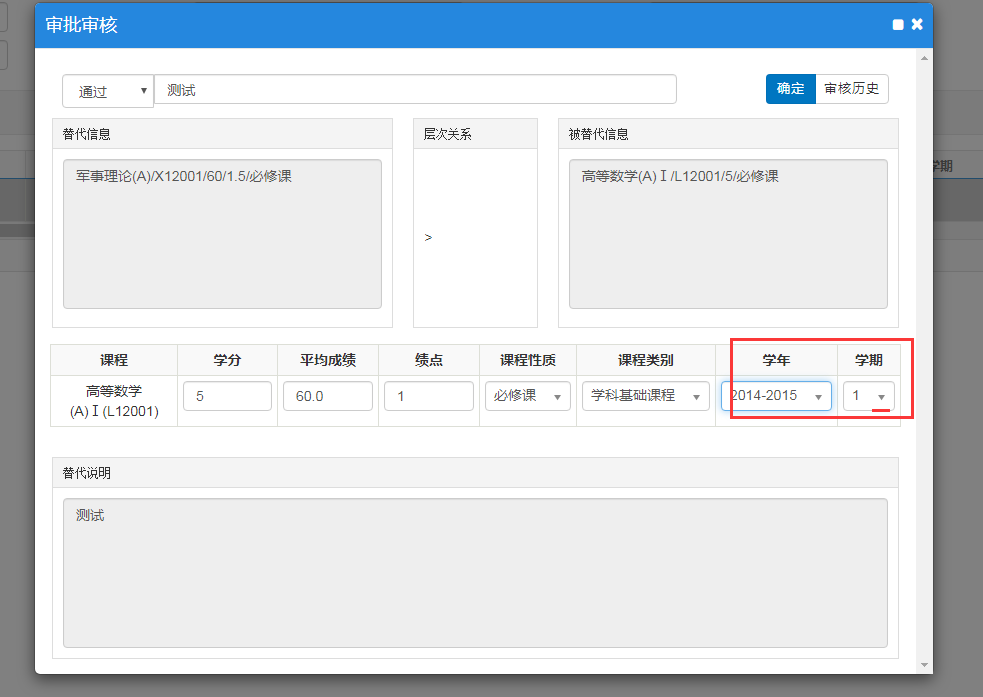 审批审核
通过 测试 确定 审核历史
替代信息 层次关系 被替代信息
军事理论(A)/X12001/60/1.5/必修课 高等数学(A)Ⅰ/L12001/5/必修课
>
学期
课程 学分 平均成绩 绩点 课程性质 课程类别 学年 学期
高等数学
(A)Ⅰ(L12001) 5 60.0 1 必修课 学科基础课程 2014-2015 1
替代说明
测试